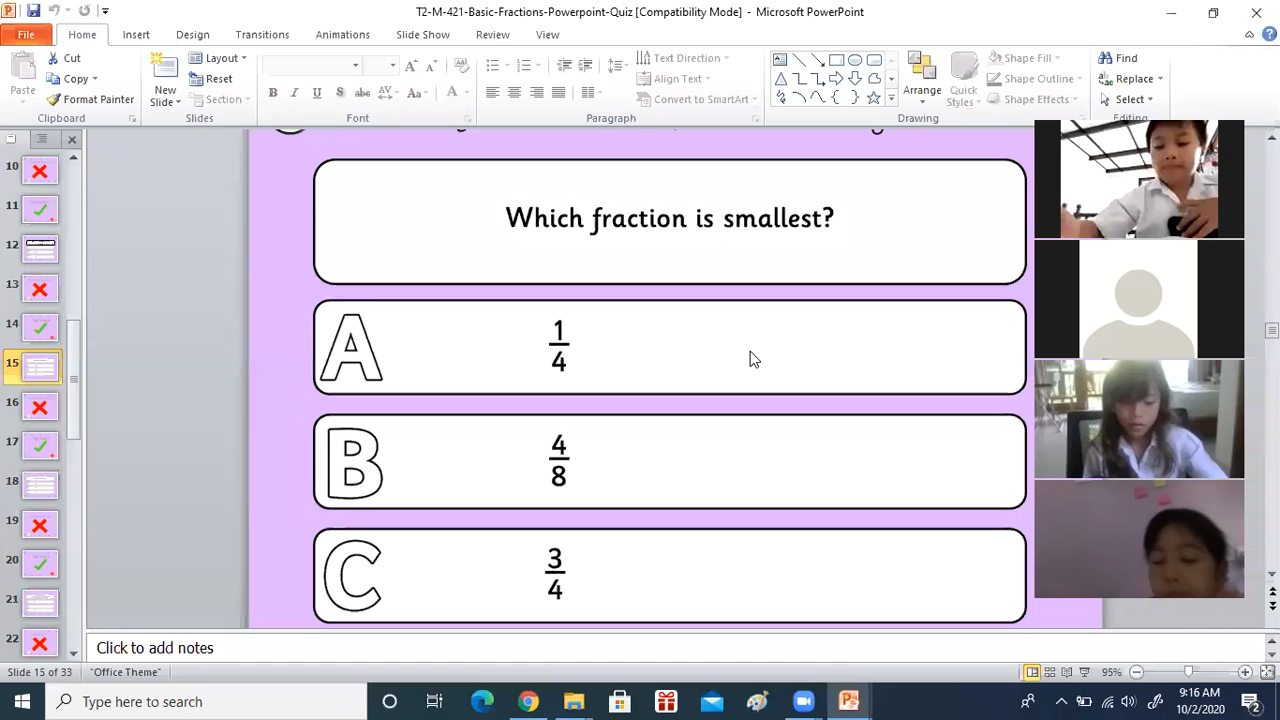 T2-M-421-Basic-Fractions-Powerpoint-Quiz [Compatibility Mode] - Microsoft PowerPoint
File Home Insert Design Transitions Animations Slide Show Review View
Paste Cut Copy Format Painter
Clipboard
New Slide Layout Reset Section
Slides
B I U S abc AV Aa A
Font
Text Direction
Align Text
Convert to SmartArt
Paragraph
Arrange Quick Styles
Shape Fill
Shape Outline
Shape Effects
Drawing
Find
Replace
Select
Editing
10
11
12
13
14
15
16
17
18
19
20
21
22
Which fraction is smallest?
A 1/4
B 4/8
C 3/4
Click to add notes
Slide 15 of 33 "Office Theme" 95%
Type here to search
9:16 AM
10/2/2020
2